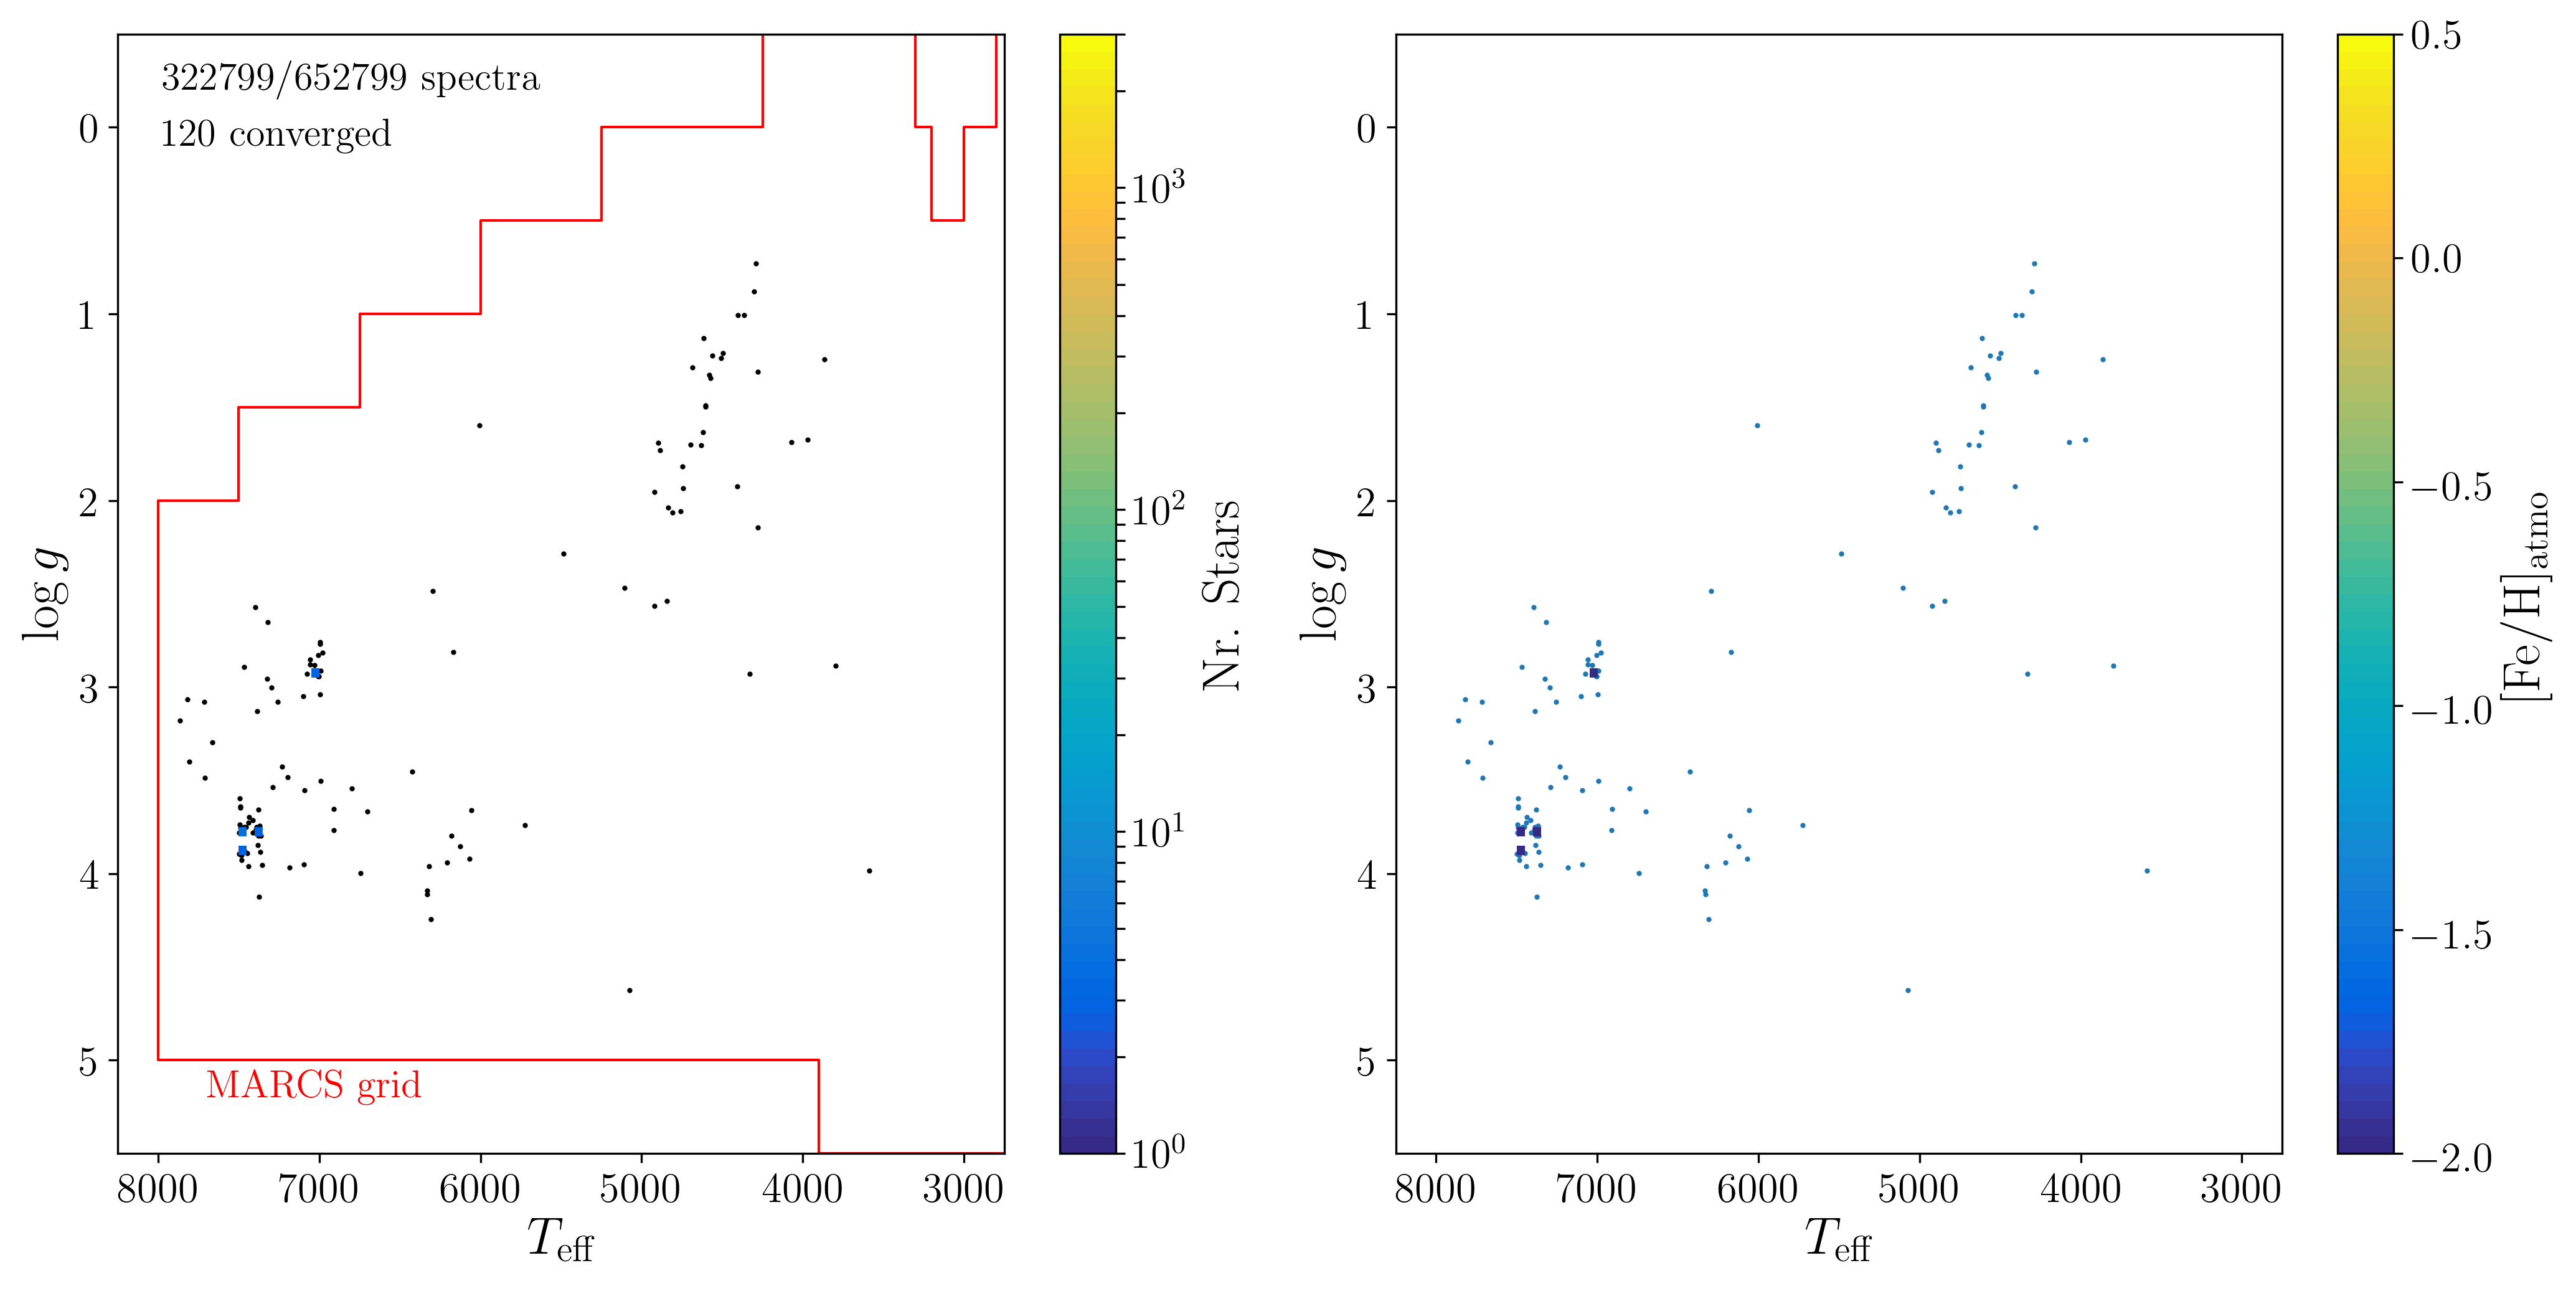 322799/652799 spectra
120 converged
0
1
2
3
4
5
log g
8000 7000 6000 5000 4000 3000
T_eff
MARCS grid
10^3
10^2
10^1
10^0
Nr. Stars
0
1
2
3
4
5
log g
8000 7000 6000 5000 4000 3000
T_eff
0.5
0.0
−0.5
−1.0
−1.5
−2.0
[Fe/H]_atmo